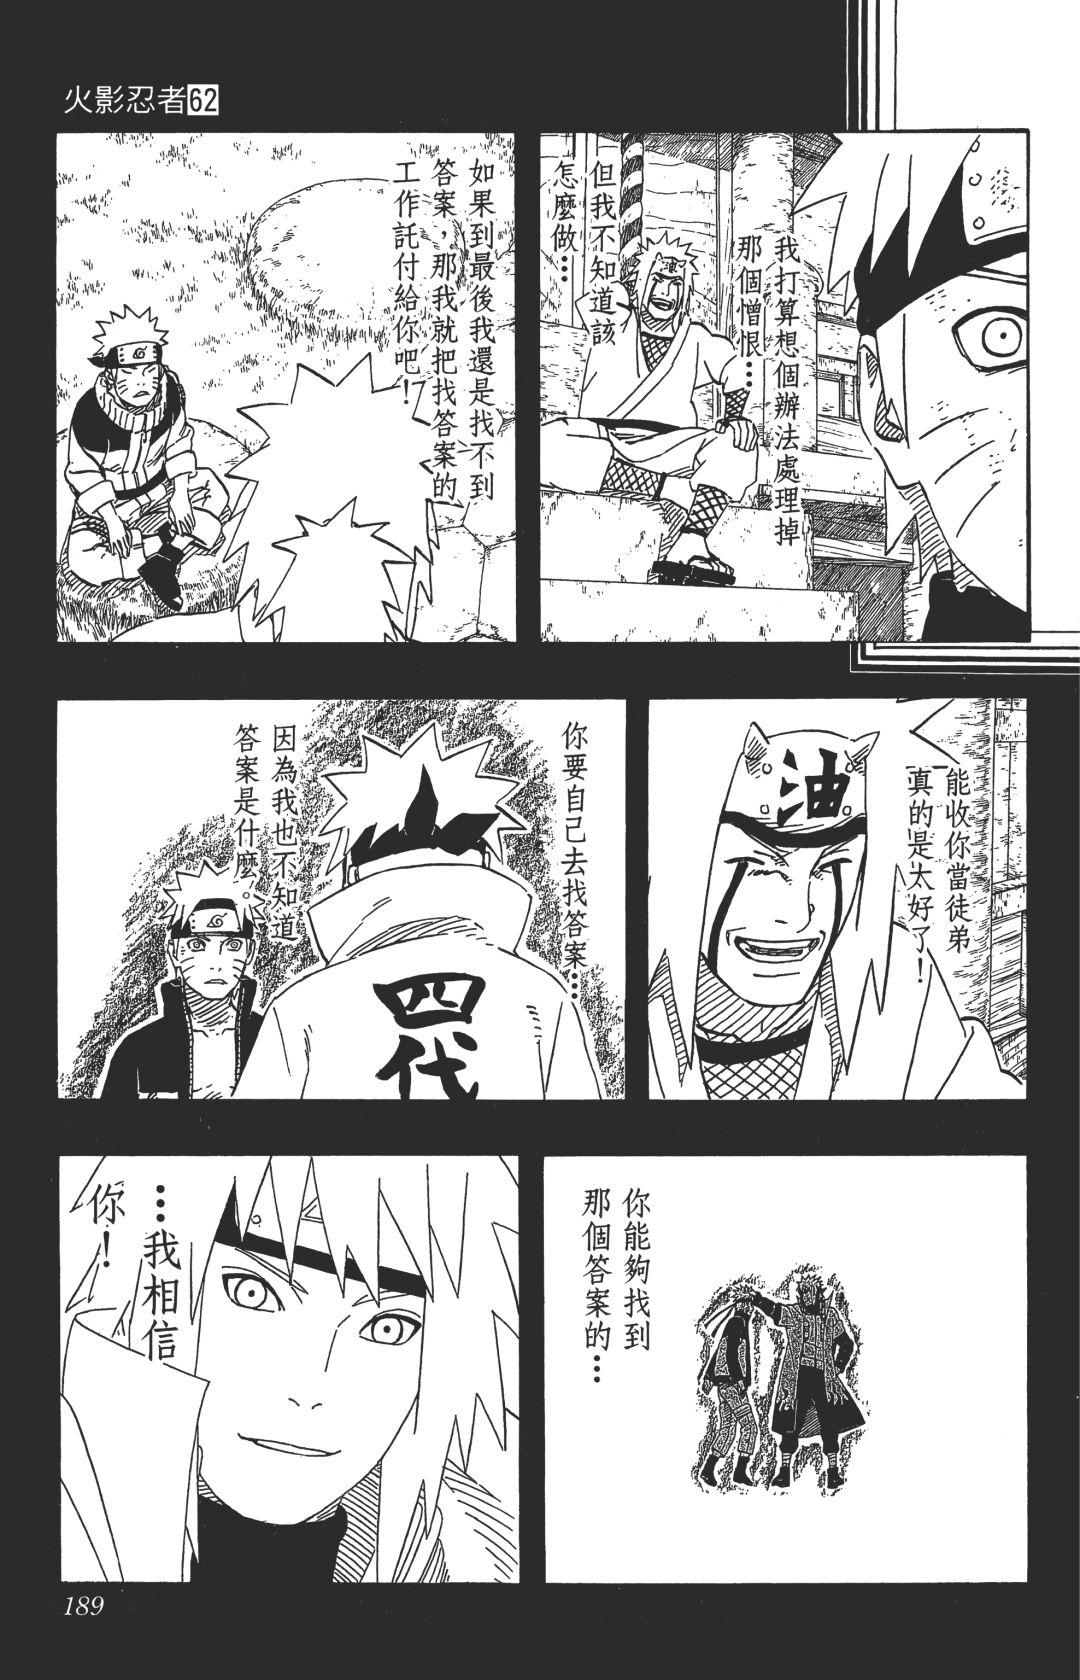 火影忍者62
我打算想個辦法處理掉
那個憎恨…
但我不知道該
怎麼做…
如果到最後我還是找不到
答案，那我就把找答案的
工作託付給你吧！
油
能收你當徒弟
真的是太好了！
你要自己去找答案…
因為我也不知道
答案是什麼。
四代
你能夠找到
那個答案的…
…我相信
你！
189